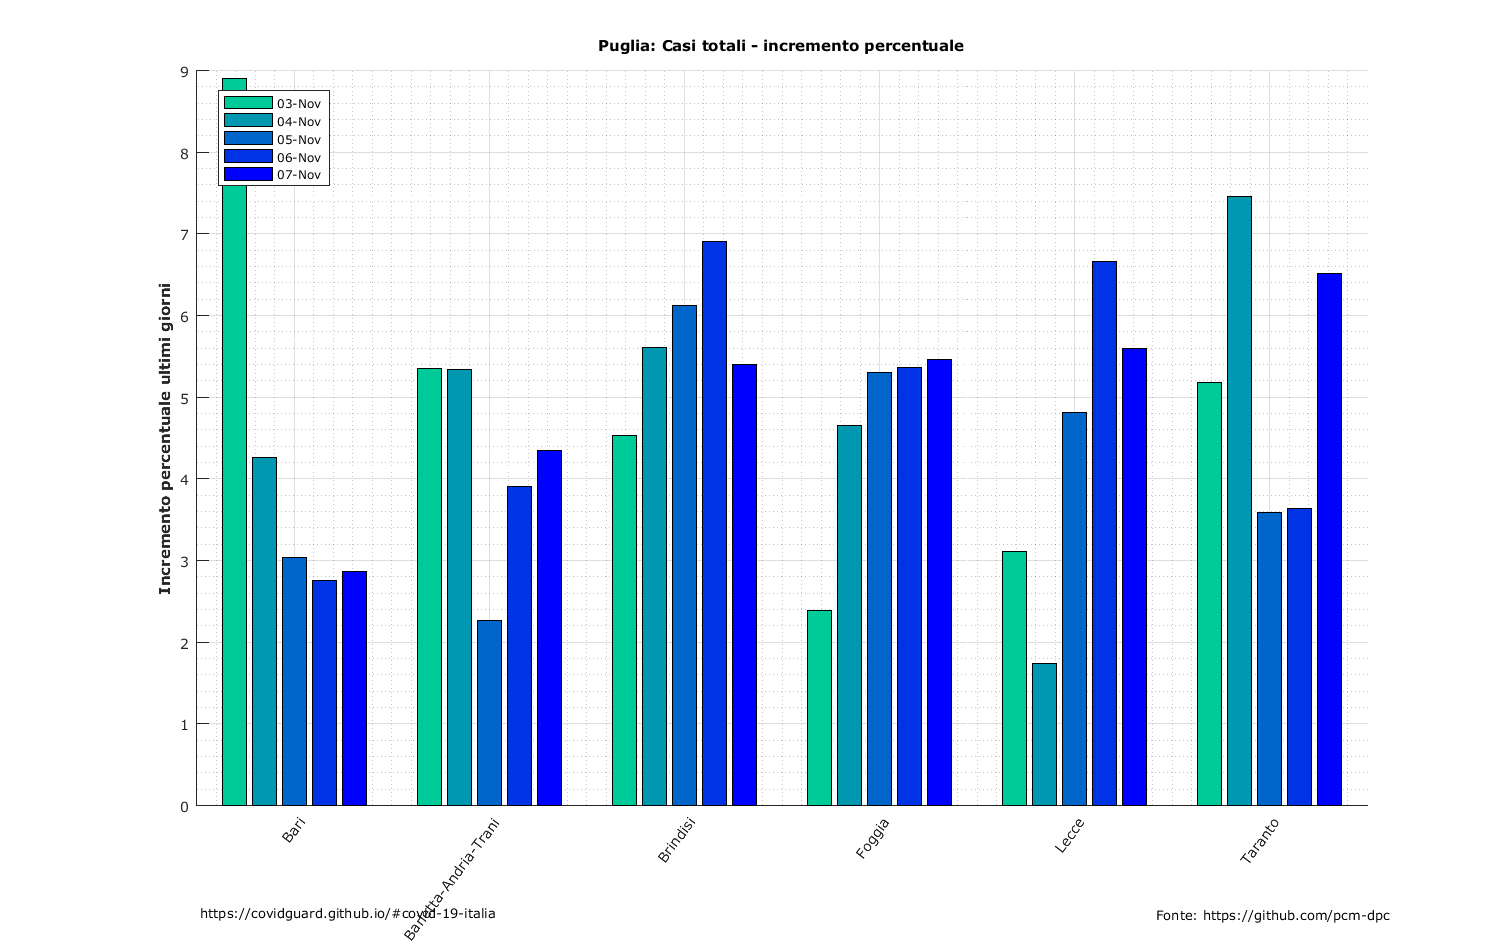 Puglia: Casi totali - incremento percentuale
Incremento percentuale ultimi giorni
9
8
7
6
5
4
3
2
1
0
03-Nov
04-Nov
05-Nov
06-Nov
07-Nov
Bari
Barletta-Andria-Trani
Brindisi
Foggia
Lecce
Taranto
https://covidguard.github.io/#covid-19-italia
Fonte: https://github.com/pcm-dpc